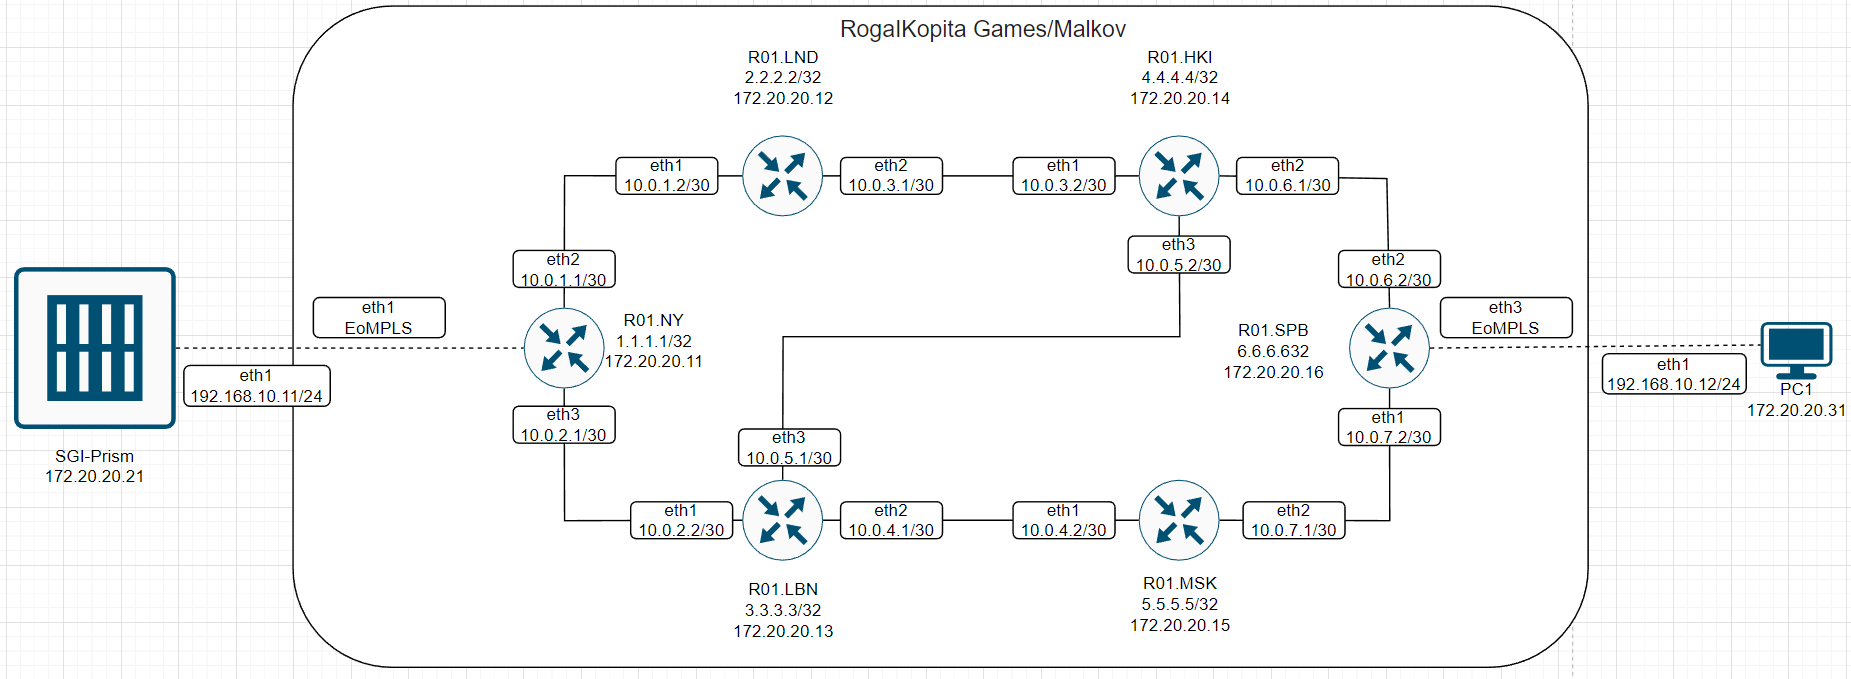 RogalKopita Games/Malkov
R01.LND
2.2.2.2/32
172.20.20.12
R01.HKI
4.4.4.4/32
172.20.20.14
eth1
10.0.1.2/30
eth2
10.0.3.1/30
eth1
10.0.3.2/30
eth2
10.0.6.1/30
eth3
10.0.5.2/30
eth2
10.0.1.1/30
eth2
10.0.6.2/30
eth1
EoMPLS
R01.NY
1.1.1.1/32
172.20.20.11
R01.SPB
6.6.6.632
172.20.20.16
eth3
EoMPLS
eth1
192.168.10.11/24
eth1
192.168.10.12/24
PC1
172.20.20.31
eth3
10.0.2.1/30
eth3
10.0.5.1/30
eth1
10.0.7.2/30
SGI-Prism
172.20.20.21
eth1
10.0.2.2/30
eth2
10.0.4.1/30
eth1
10.0.4.2/30
eth2
10.0.7.1/30
R01.LBN
3.3.3.3/32
172.20.20.13
R01.MSK
5.5.5.5/32
172.20.20.15